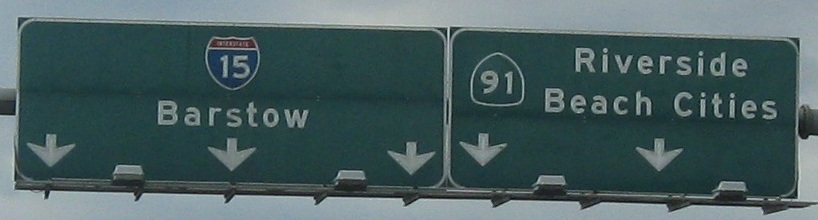 INTERSTATE
15
Barstow
91
Riverside
Beach Cities